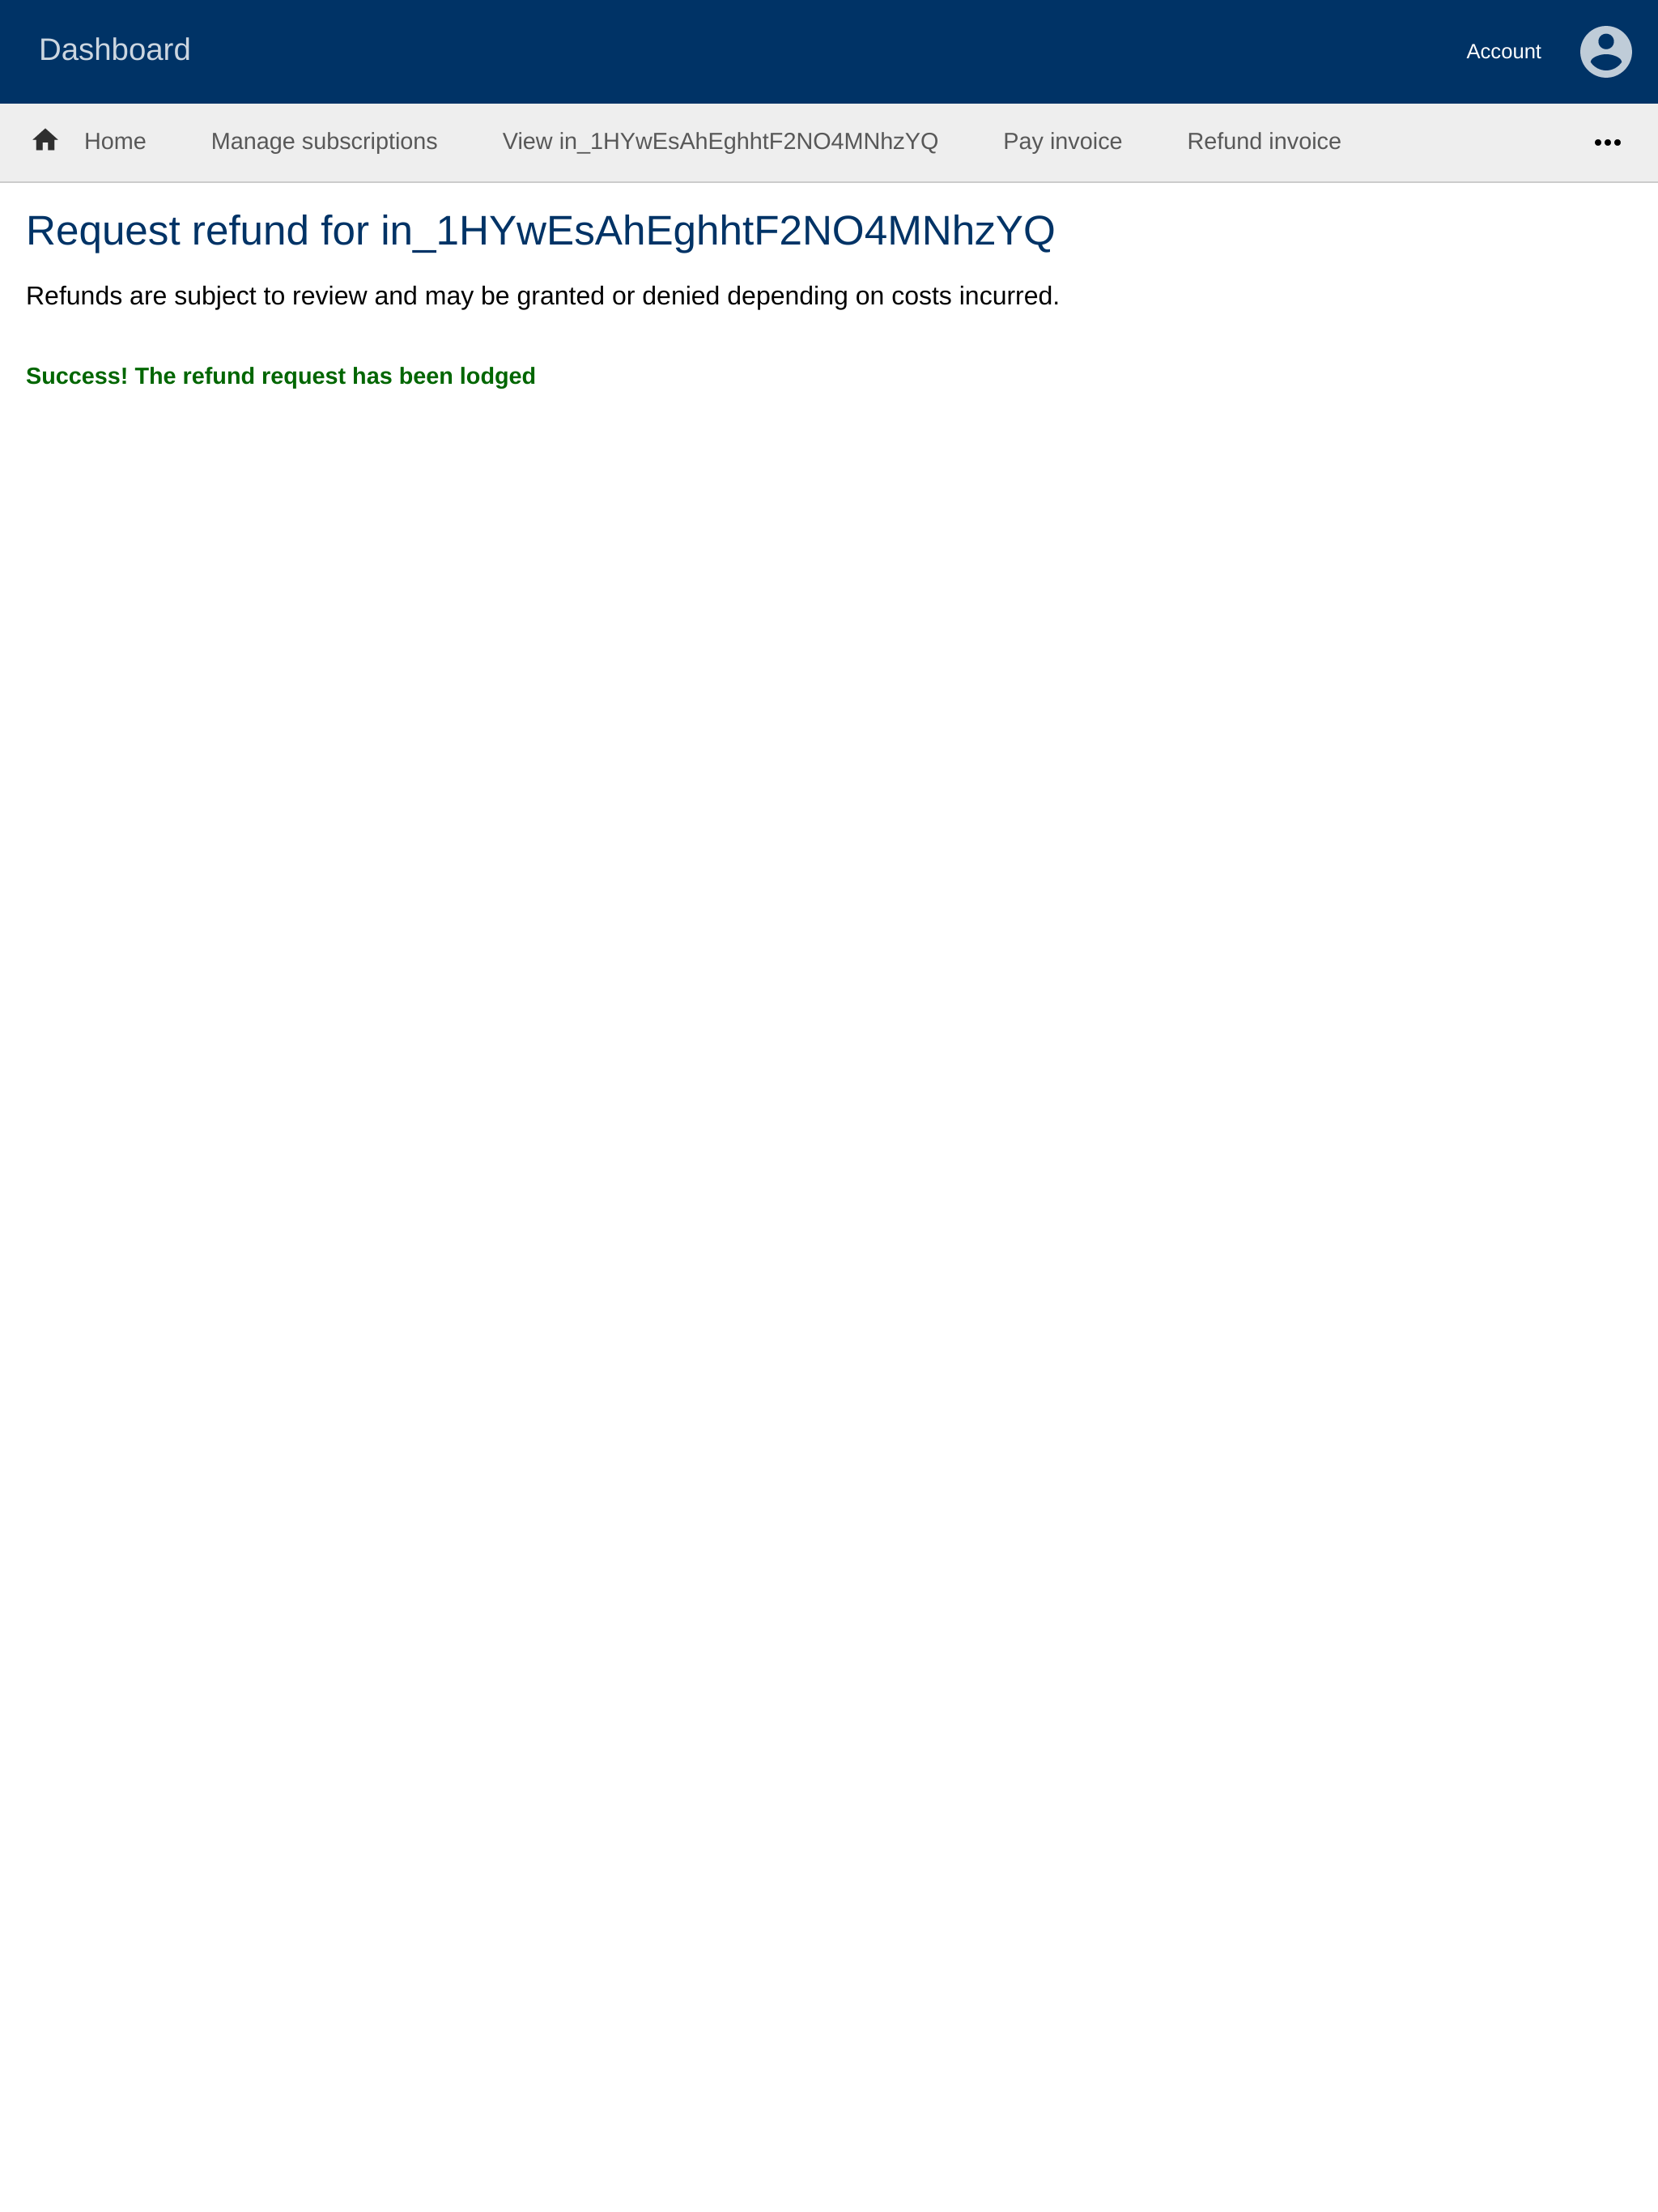 Dashboard
Account
Home
Manage subscriptions
View in_1HYwEsAhEghhtF2NO4MNhzYQ
Pay invoice
Refund invoice
Request refund for in_1HYwEsAhEghhtF2NO4MNhzYQ
Refunds are subject to review and may be granted or denied depending on costs incurred.
Success! The refund request has been lodged